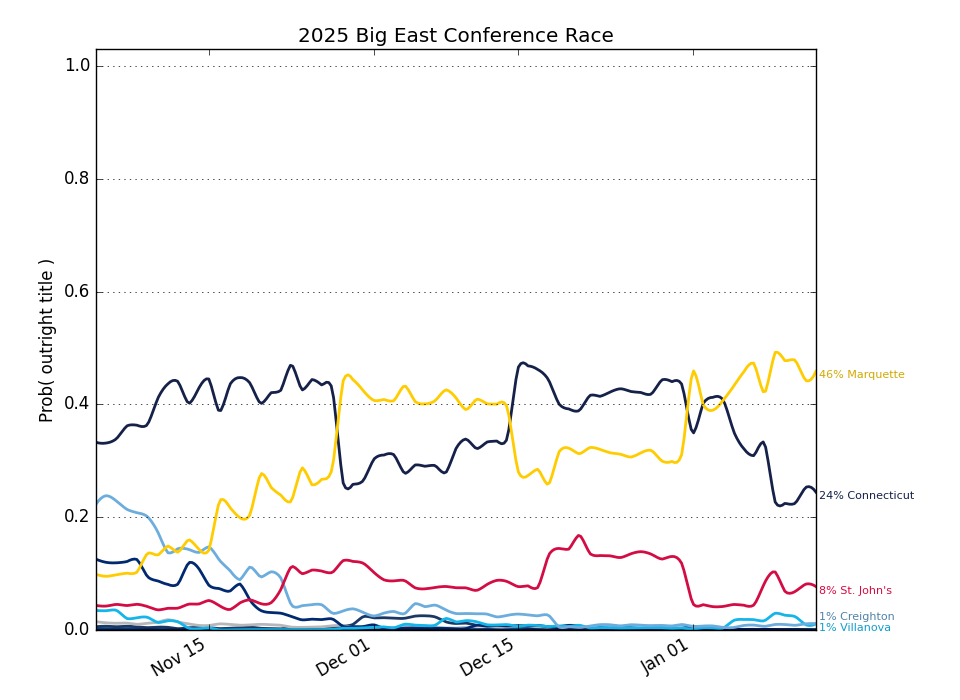 2025 Big East Conference Race
Prob( outright title )
1.0
0.8
0.6
0.4
0.2
0.0
Nov 15
Dec 01
Dec 15
Jan 01
46% Marquette
24% Connecticut
8% St. John's
1% Creighton
1% Villanova